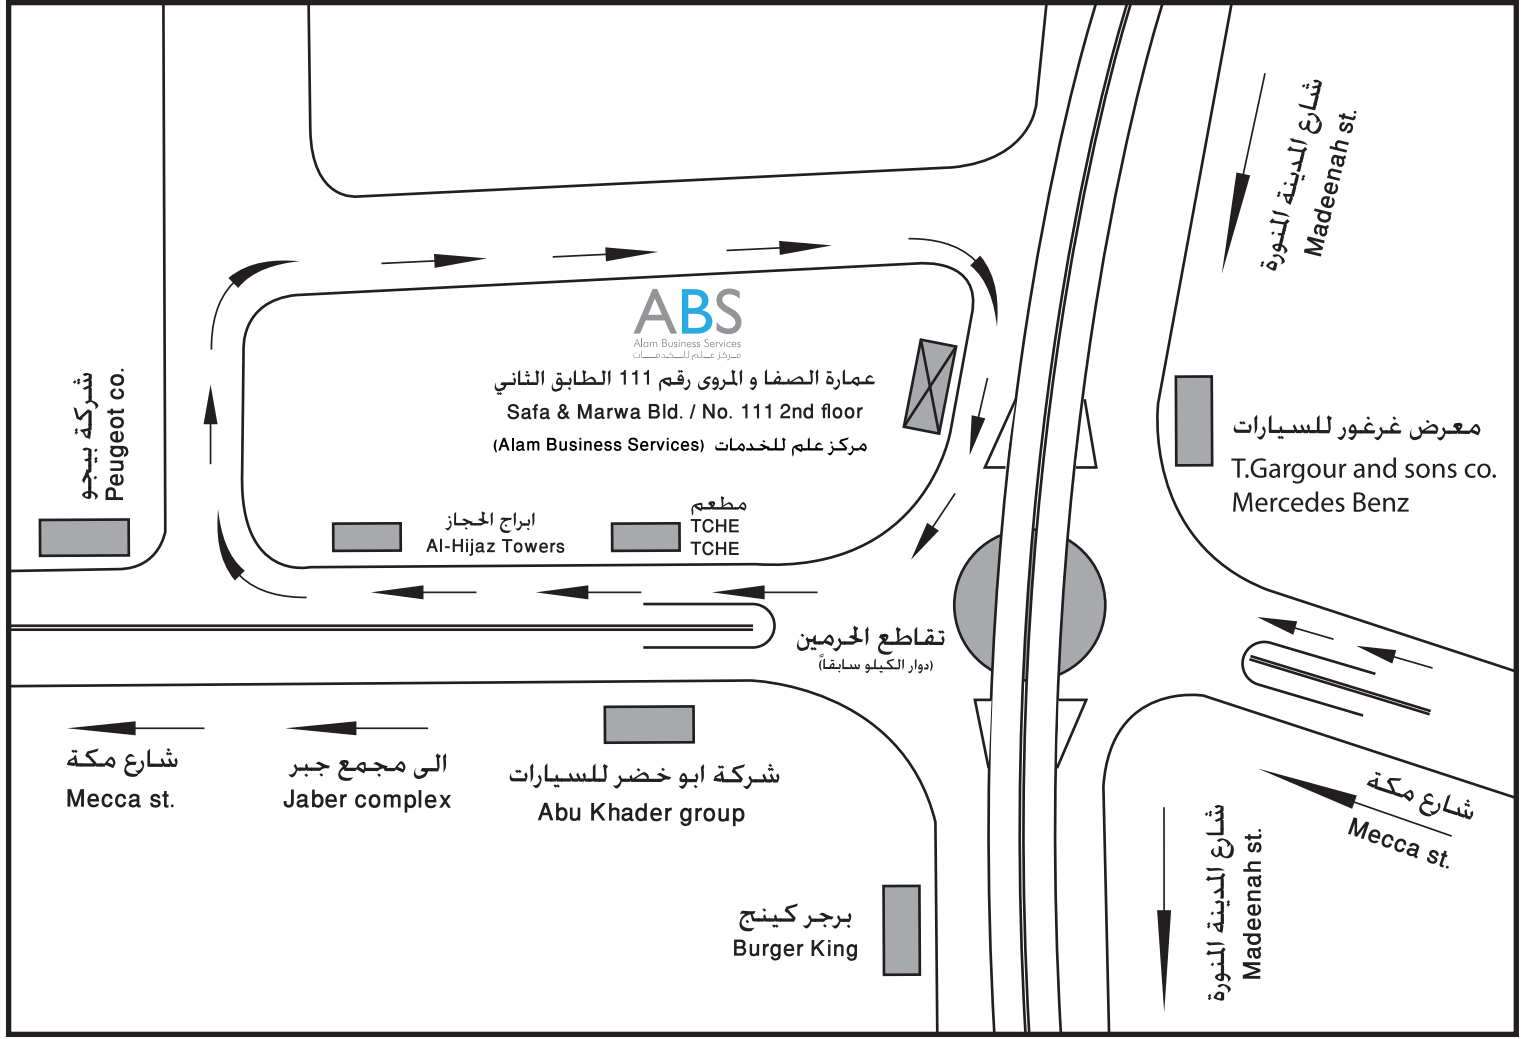 شارع المدينة المنورة
Madeenah st.
ABS
Alam Business Services
مركز علم للخدمات
عمارة الصفا و المروى رقم 111 الطابق الثاني
Safa & Marwa Bld. / No. 111 2nd floor
مركز علم للخدمات (Alam Business Services)
شركة بيجو
Peugeot co.
معرض غرغور للسيارات
T.Gargour and sons co.
Mercedes Benz
ابراج الحجاز
Al-Hijaz Towers
مطعم
TCHE
TCHE
تقاطع الحرمين
(دوار الكيلو سابقاً)
شارع مكة
Mecca st.
الى مجمع جبر
Jaber complex
شركة ابو خضر للسيارات
Abu Khader group
شارع مكة
Mecca st.
شارع المدينة المنورة
Madeenah st.
برجر كينج
Burger King